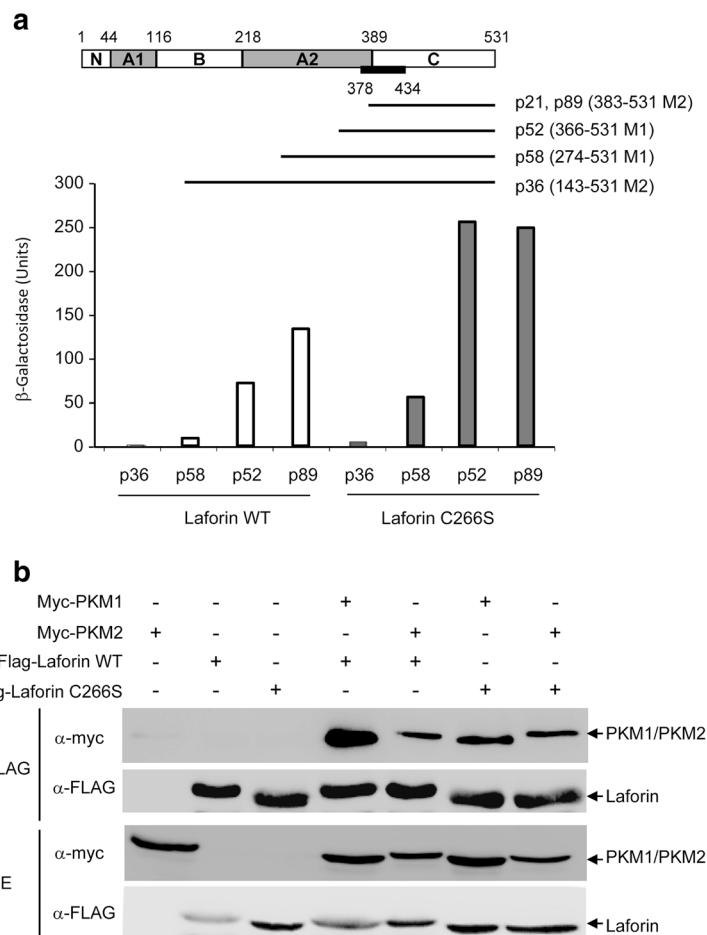 a
1 44 116 218 389 531
N A1 B A2 C
378 434
p21, p89 (383-531 M2)
p52 (366-531 M1)
p58 (274-531 M1)
p36 (143-531 M2)
β-Galactosidase (Units)
300
250
200
150
100
50
0
p36 p58 p52 p89 p36 p58 p52 p89
Laforin WT Laforin C266S
b
Myc-PKM1 - - - + - + -
Myc-PKM2 + - - - + - +
Flag-Laforin WT - + - + + - -
g-Laforin C266S - - + - - + +
α-myc PKM1/PKM2
LAG
α-FLAG Laforin
α-myc PKM1/PKM2
E
α-FLAG Laforin